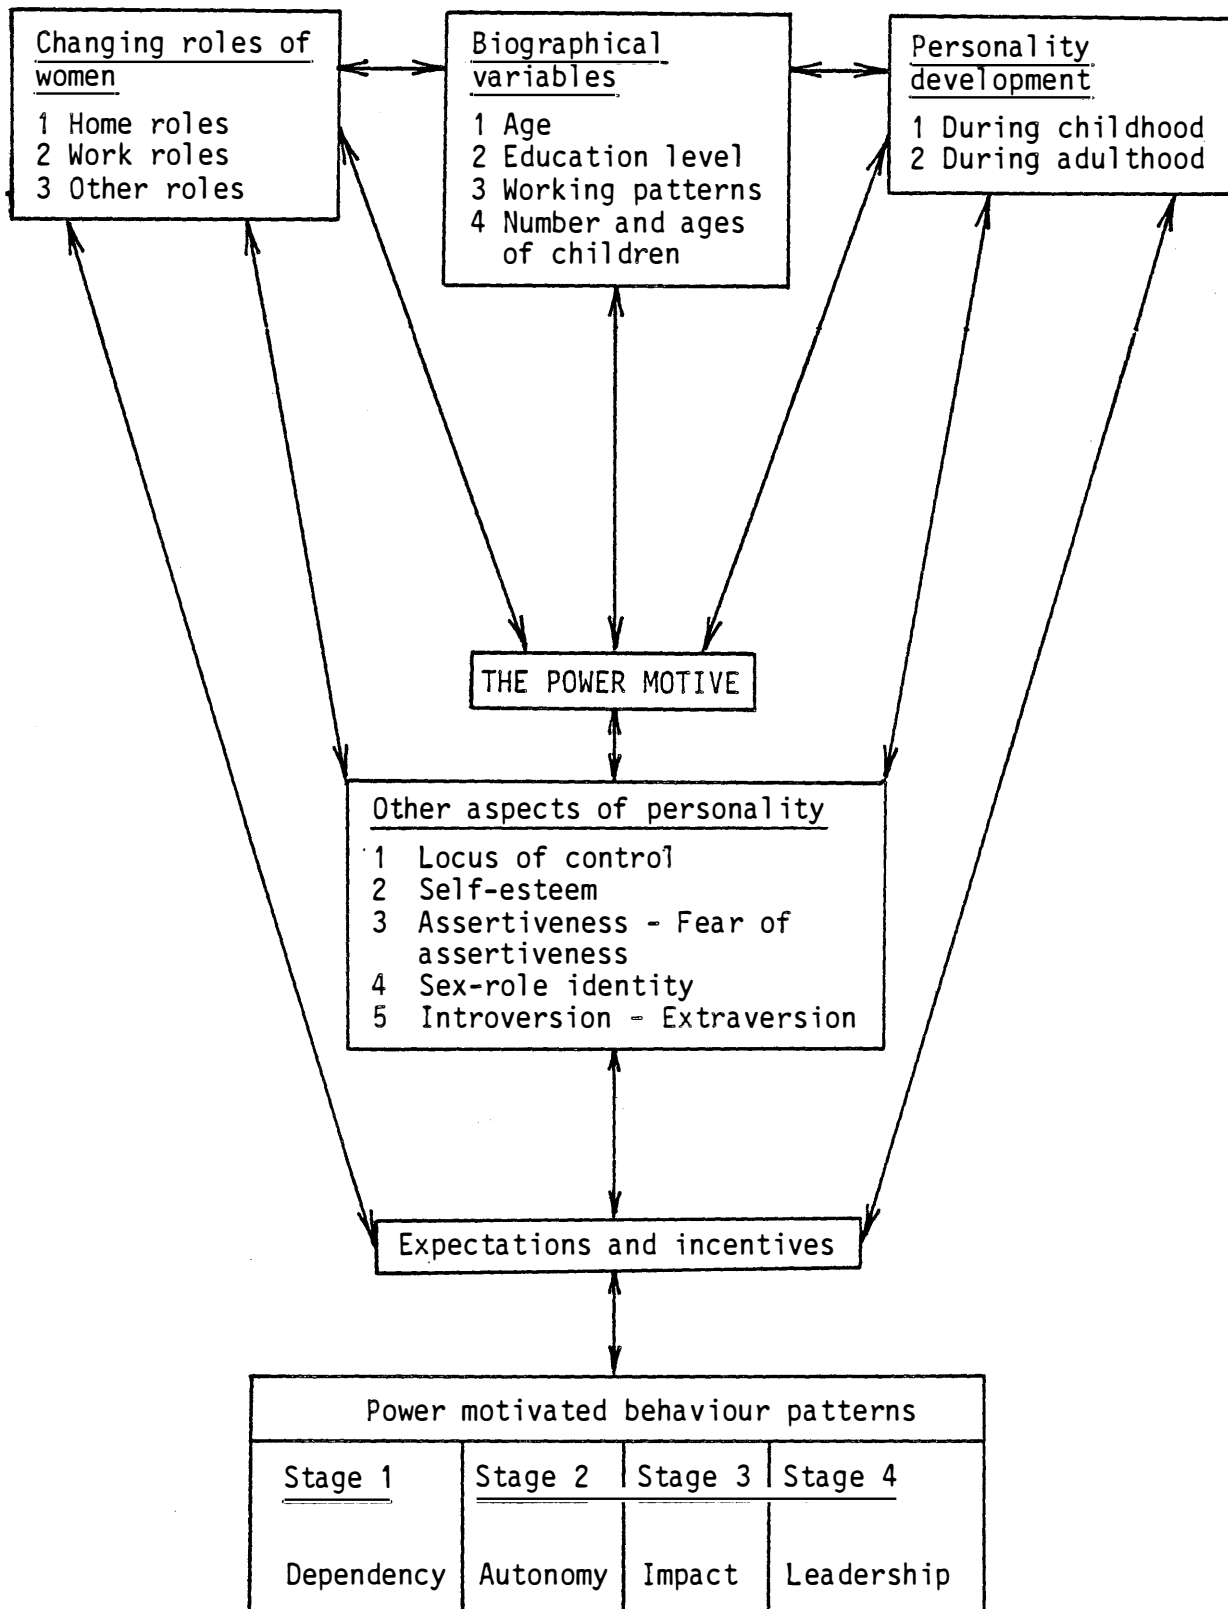 Changing roles of
women
1 Home roles
2 Work roles
3 Other roles
Biographical
variables
1 Age
2 Education level
3 Working patterns
4 Number and ages
of children
Personality
development
1 During childhood
2 During adulthood
THE POWER MOTIVE
Other aspects of personality
1 Locus of control
2 Self-esteem
3 Assertiveness - Fear of
assertiveness
4 Sex-role identity
5 Introversion - Extraversion
Expectations and incentives
Power motivated behaviour patterns
Stage 1 Stage 2 Stage 3 Stage 4
Dependency Autonomy Impact Leadership